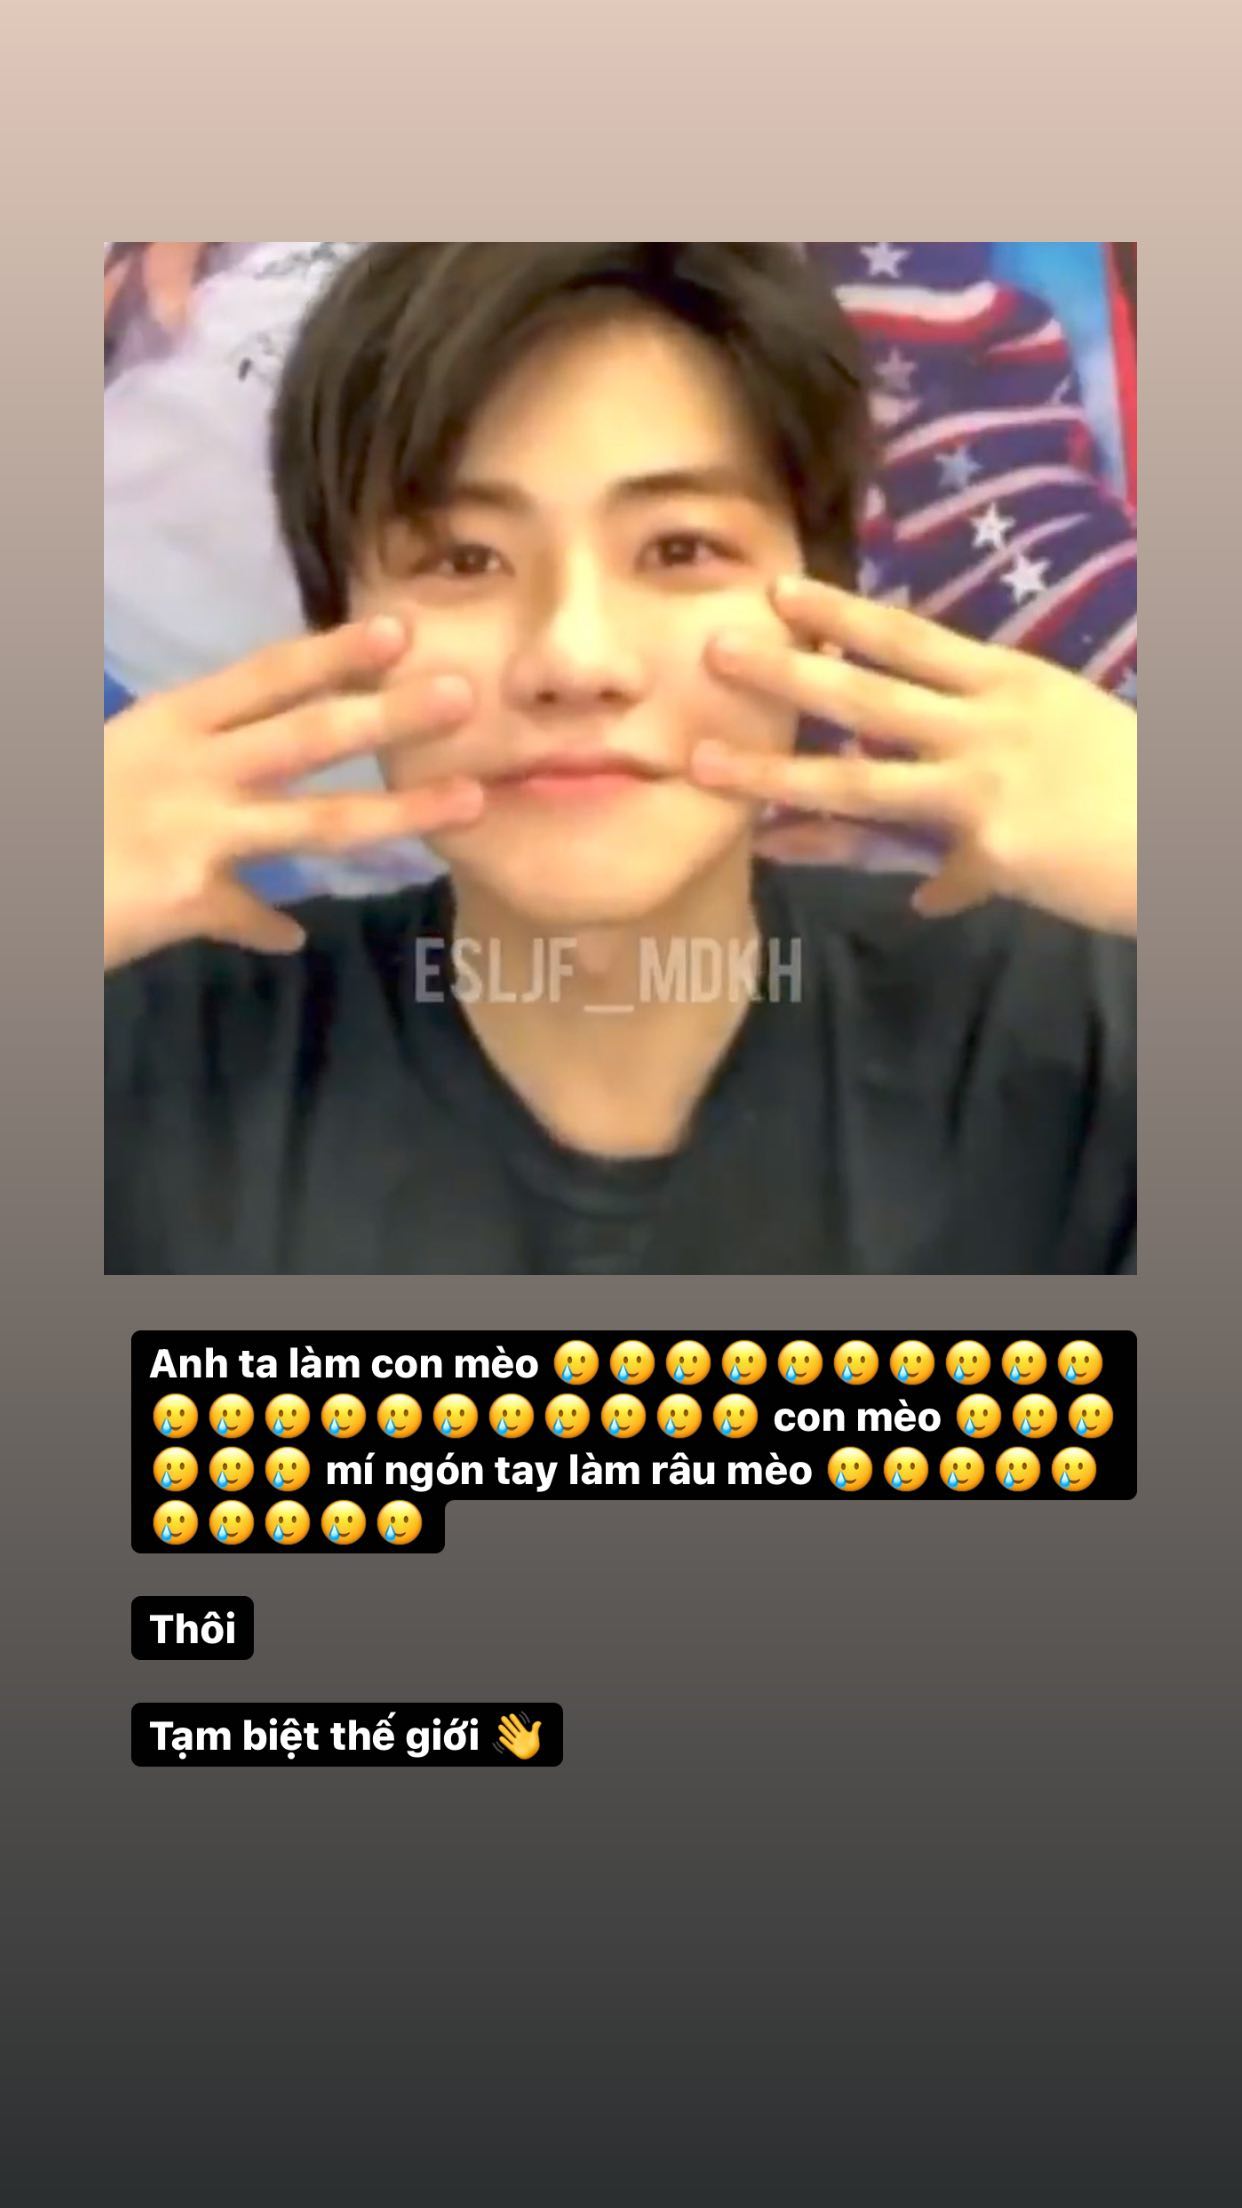 ESLJF_MDKH
Anh ta làm con mèo 🥲🥲🥲🥲🥲🥲🥲🥲🥲🥲
🥲🥲🥲🥲🥲🥲🥲🥲🥲🥲🥲 con mèo 🥲🥲🥲
🥲🥲🥲 mí ngón tay làm râu mèo 🥲🥲🥲🥲🥲
🥲🥲🥲🥲🥲
Thôi
Tạm biệt thế giới 👋